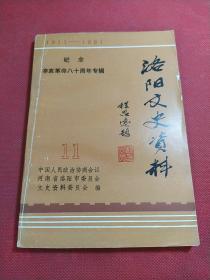 1911——1991
纪念
辛亥革命八十周年专辑
洛阳文史资料
11
中国人民政治协商会议
河南省洛阳市委员会
文史资料委员会 编